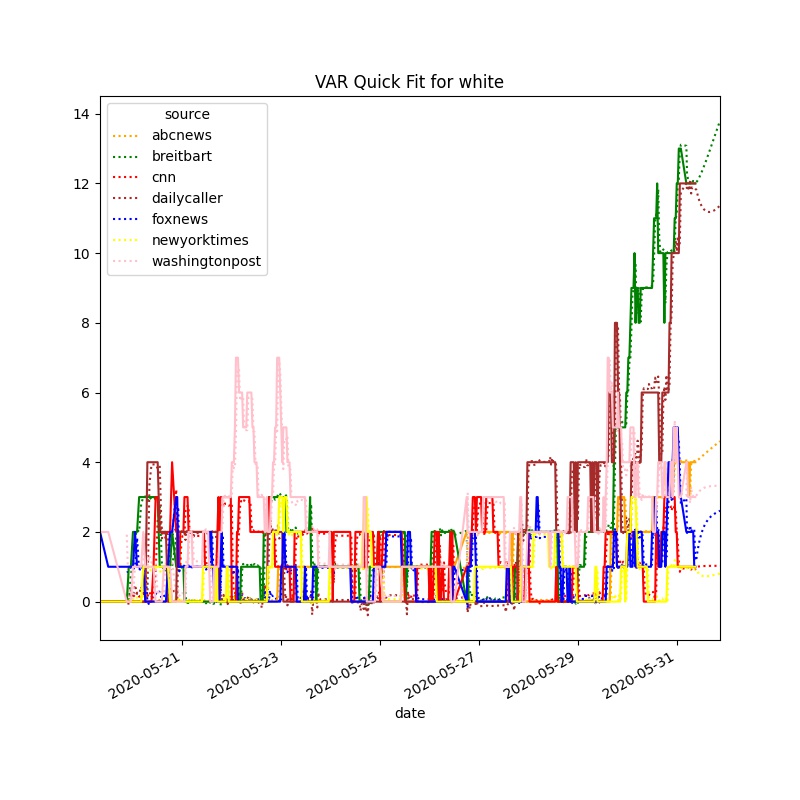 VAR Quick Fit for white
source
abcnews
breitbart
cnn
dailycaller
foxnews
newyorktimes
washingtonpost
14
12
10
8
6
4
2
0
2020-05-21
2020-05-23
2020-05-25
2020-05-27
2020-05-29
2020-05-31
date